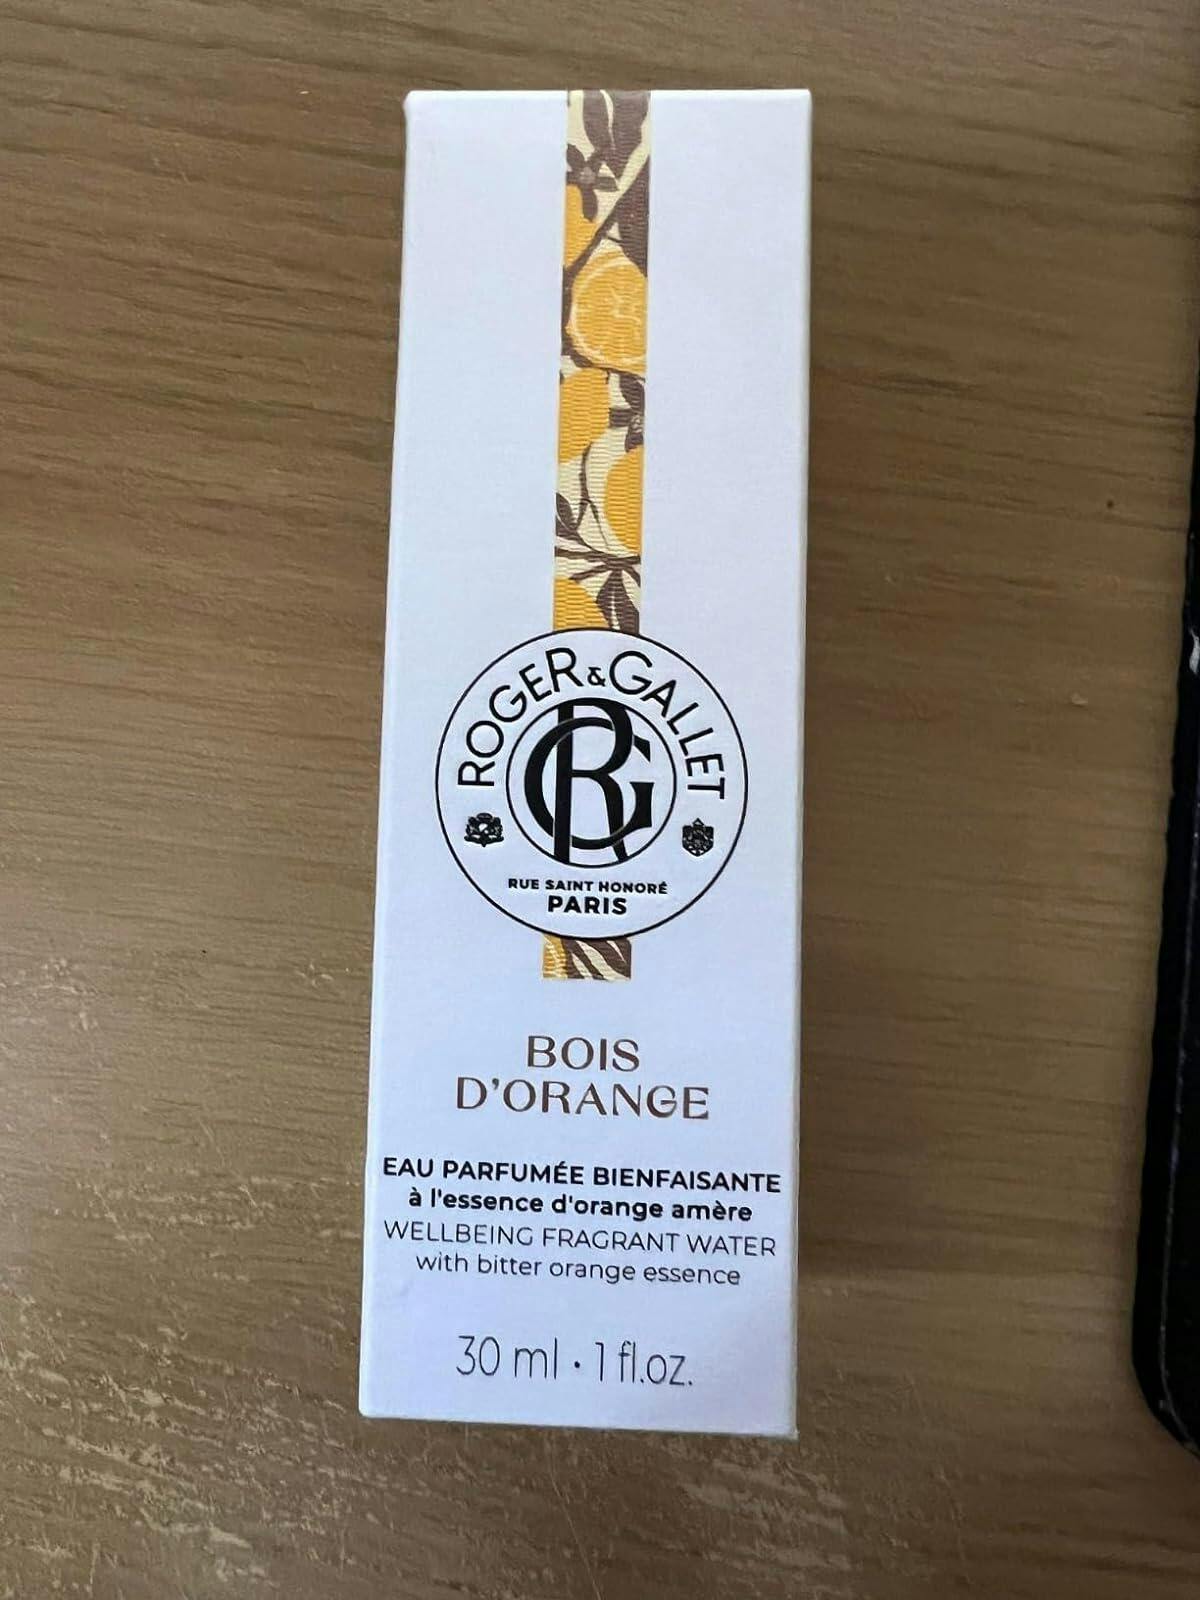 ROGER & GALLET
RG
RUE SAINT HONORÉ
PARIS
BOIS
D'ORANGE
EAU PARFUMÉE BIENFAISANTE
à l'essence d'orange amère
WELLBEING FRAGRANT WATER
with bitter orange essence
30 ml • 1 fl.oz.